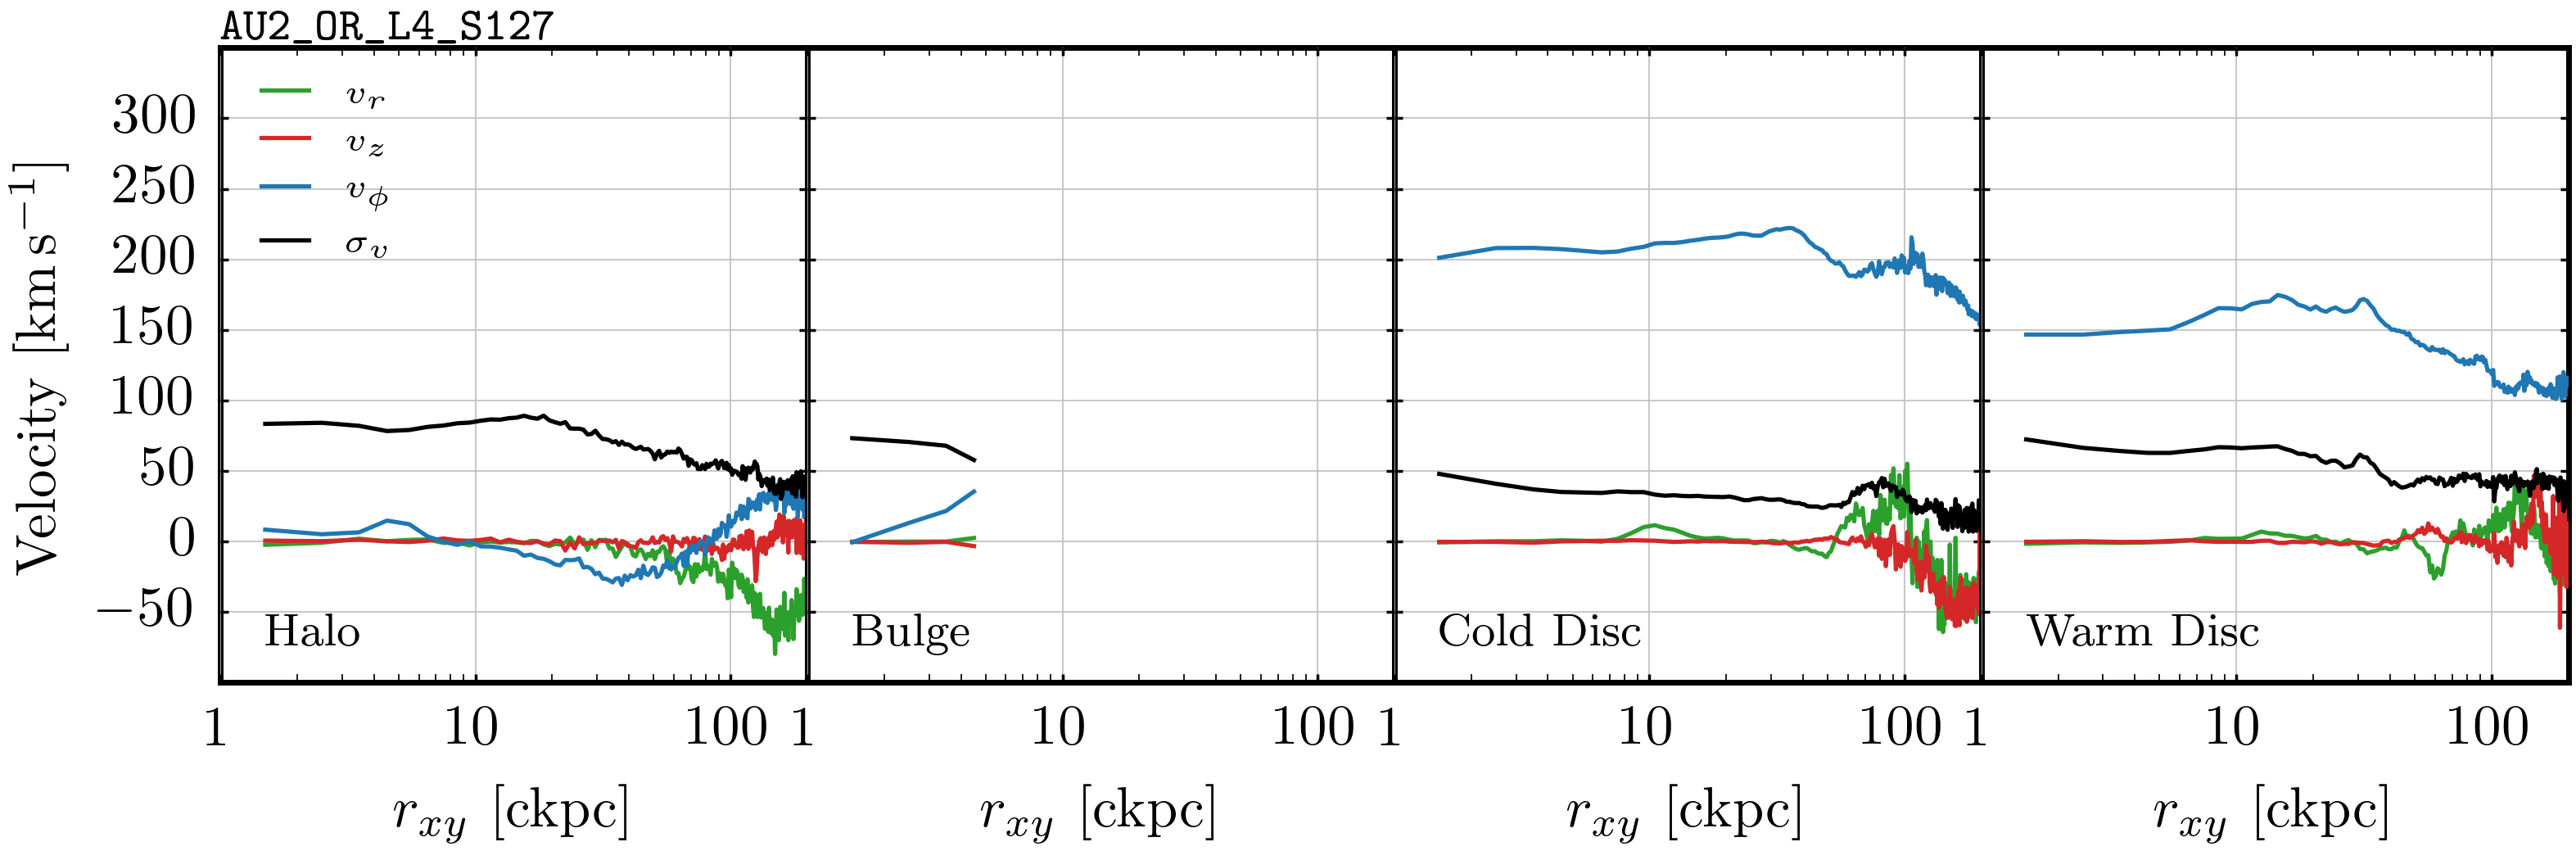 AU2_OR_L4_S127
Velocity [km s⁻¹]
300
250
200
150
100
50
0
−50
v_r
v_z
v_ϕ
σ_v
Halo
Bulge
Cold Disc
Warm Disc
1 10 100 1 10 100 1 10 100 1 10 100
r_xy [ckpc] r_xy [ckpc] r_xy [ckpc] r_xy [ckpc]